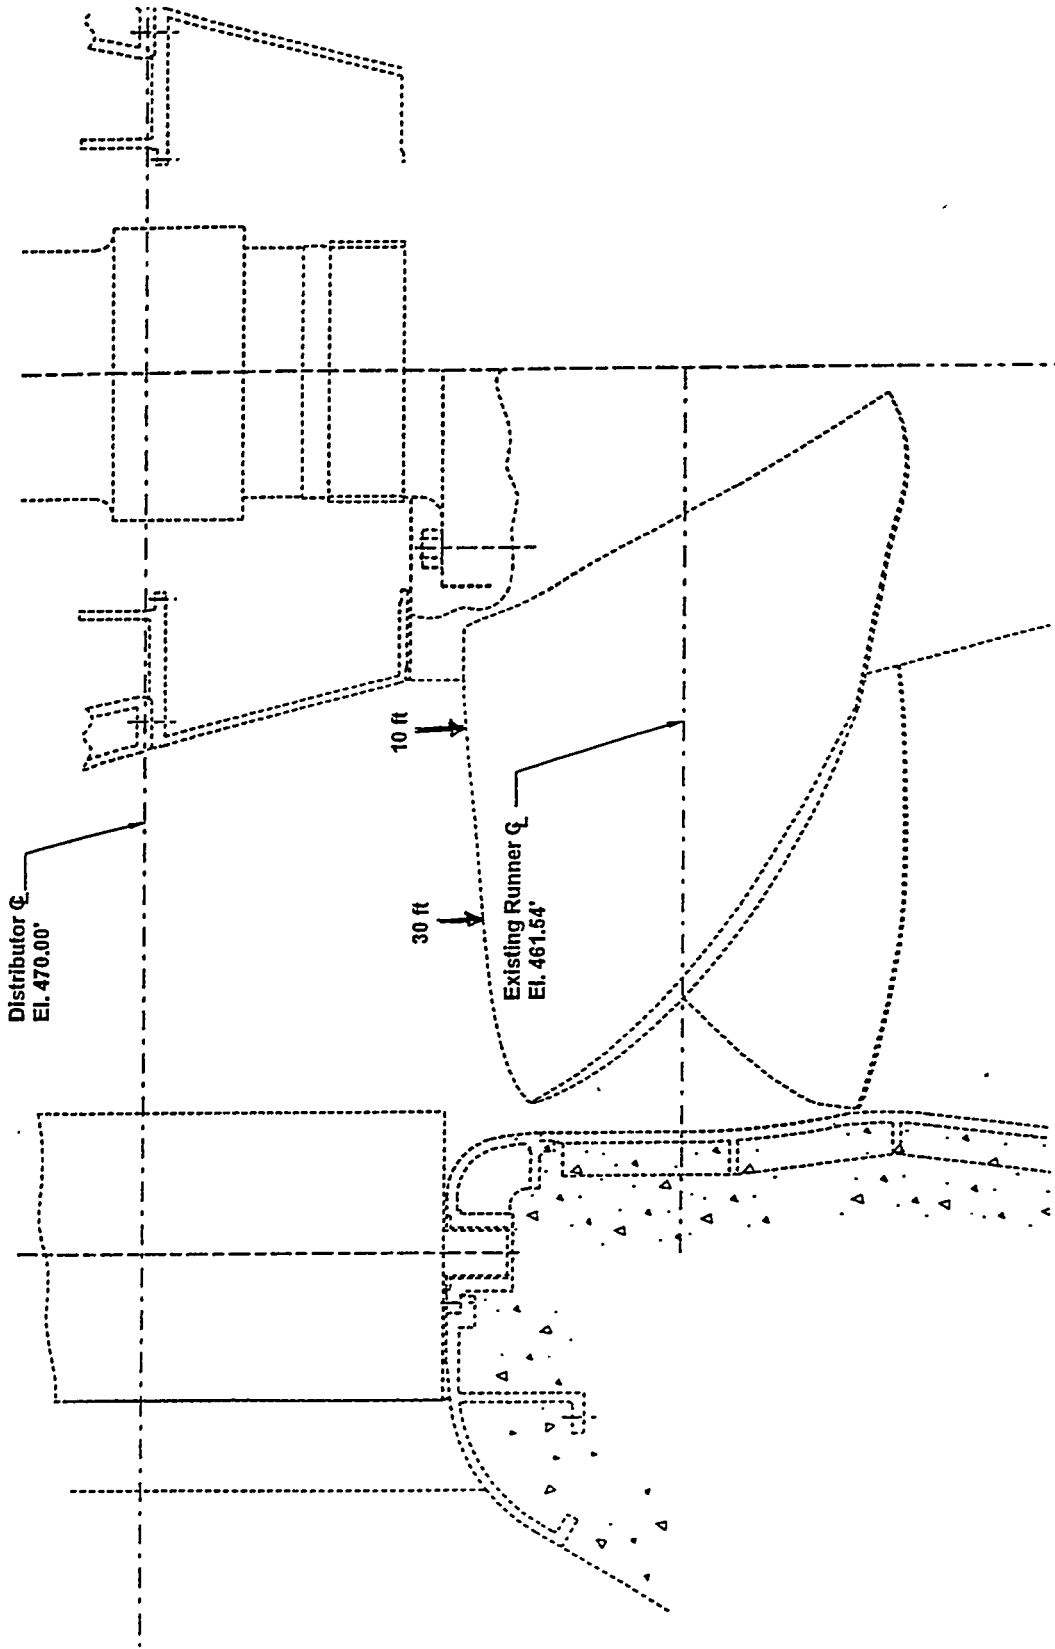 Distributor ℄
El. 470.00'
30 ft
10 ft
Existing Runner ℄
El. 461.54'